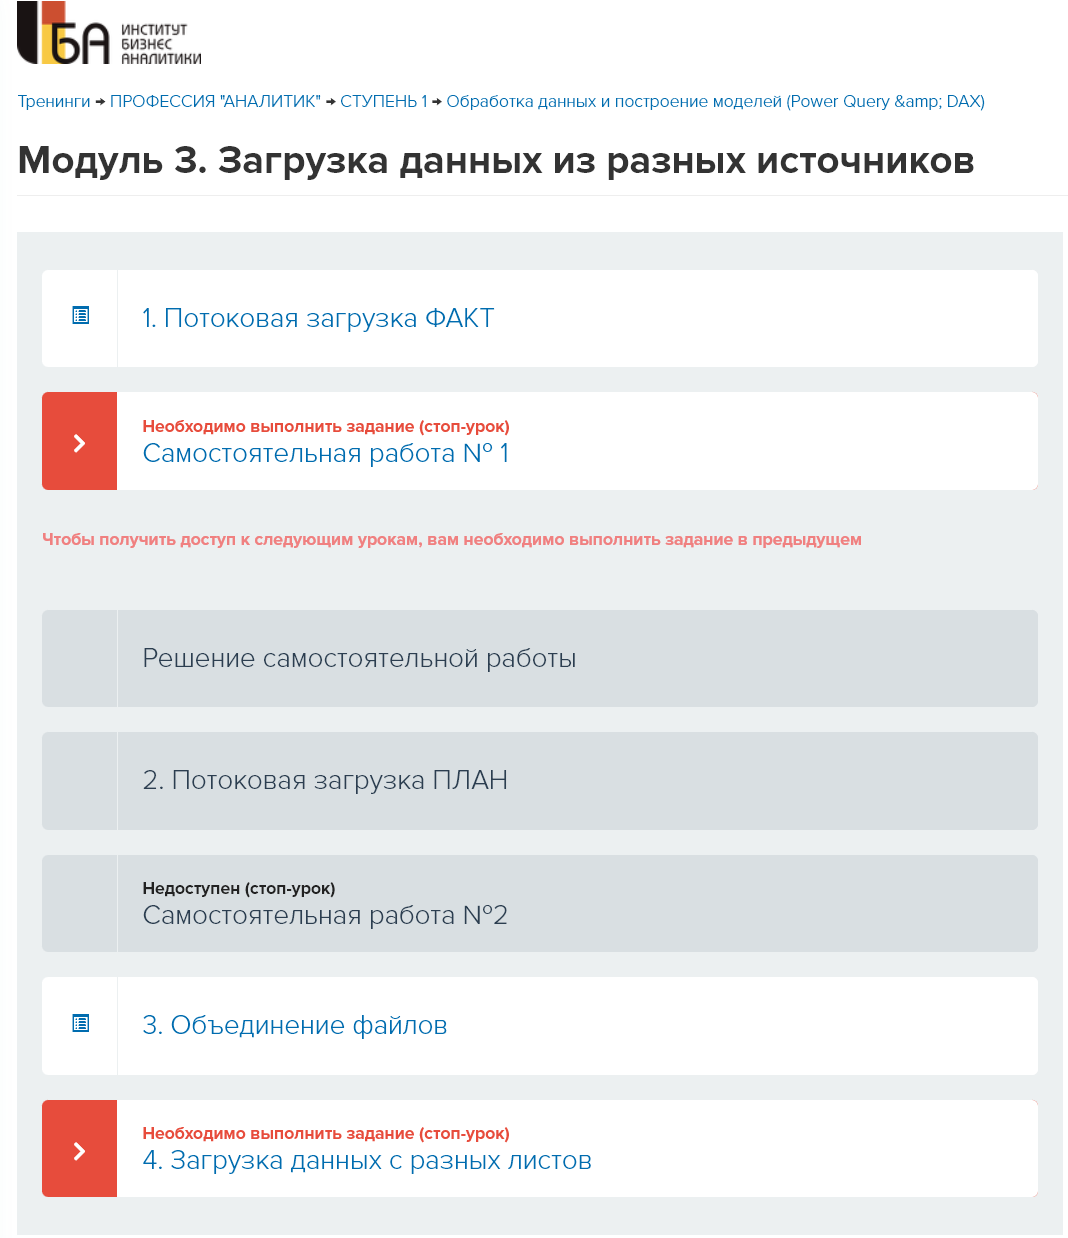 БА ИНСТИТУТ
БИЗНЕС
АНАЛИТИКИ
Тренинги → ПРОФЕССИЯ "АНАЛИТИК" → СТУПЕНЬ 1 → Обработка данных и построение моделей (Power Query &amp; DAX)
Модуль 3. Загрузка данных из разных источников
1. Потоковая загрузка ФАКТ
Необходимо выполнить задание (стоп-урок)
Самостоятельная работа № 1
Чтобы получить доступ к следующим урокам, вам необходимо выполнить задание в предыдущем
Решение самостоятельной работы
2. Потоковая загрузка ПЛАН
Недоступен (стоп-урок)
Самостоятельная работа №2
3. Объединение файлов
Необходимо выполнить задание (стоп-урок)
4. Загрузка данных с разных листов